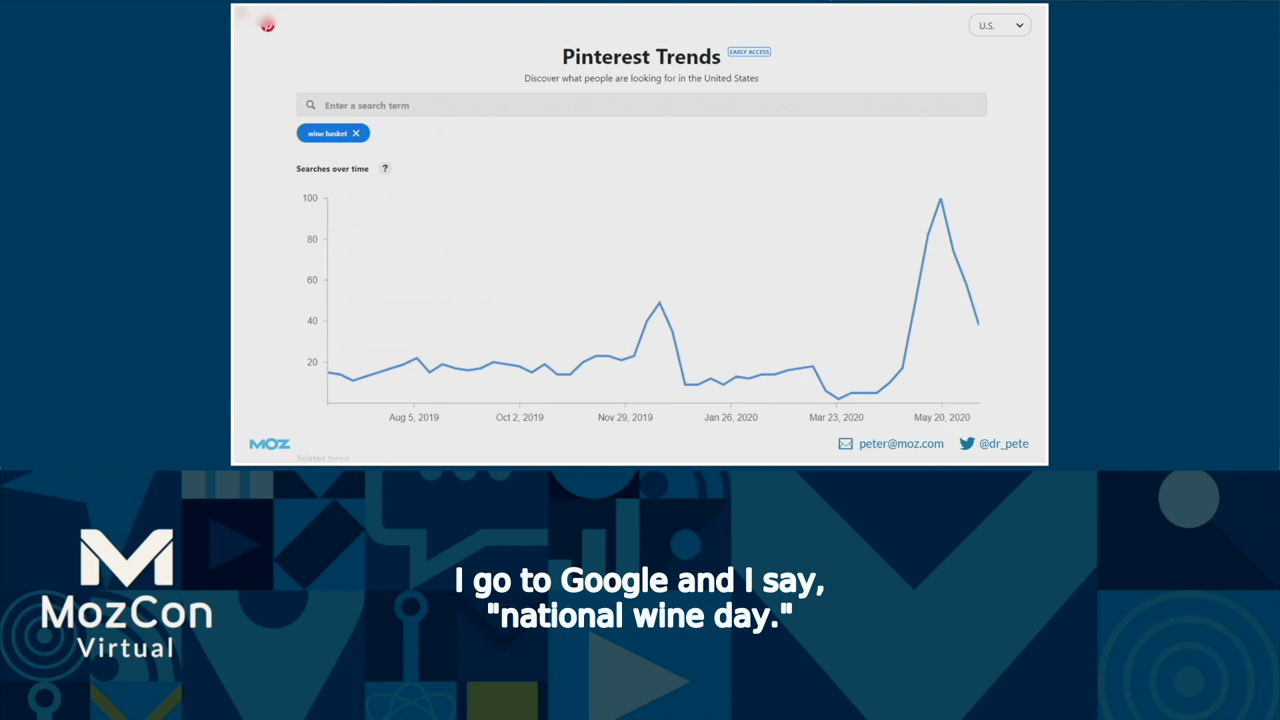 U.S.
Pinterest Trends EARLY ACCESS
Discover what people are looking for in the United States
Enter a search term
wine basket X
Searches over time ?
100
80
60
40
20
Aug 5, 2019 Oct 2, 2019 Nov 29, 2019 Jan 26, 2020 Mar 23, 2020 May 20, 2020
MOZ peter@moz.com @dr_pete
Related terms
MozCon
Virtual
I go to Google and I say,
"national wine day."